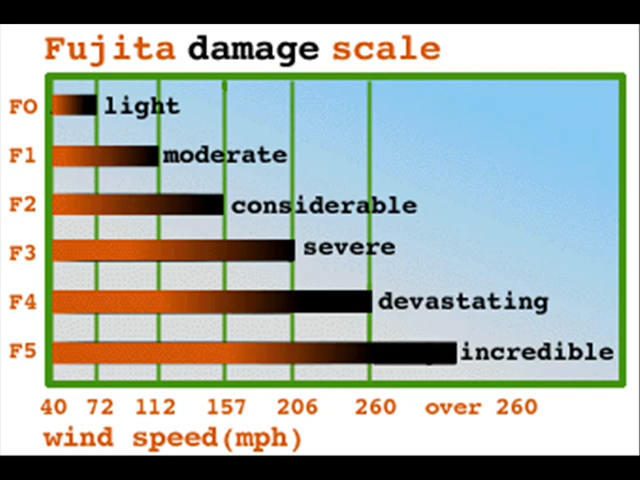 Fujita damage scale
F0 light
F1 moderate
F2 considerable
F3 severe
F4 devastating
F5 incredible
40 72 112 157 206 260 over 260
wind speed(mph)